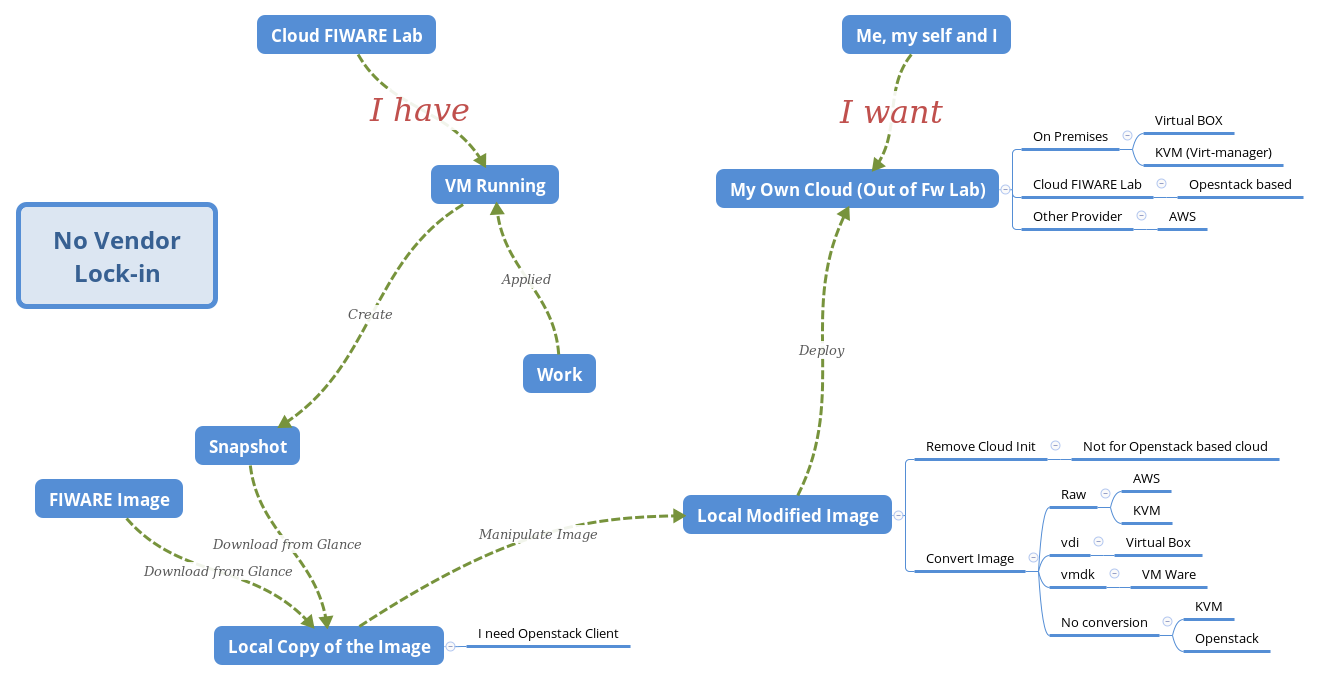 Cloud FIWARE Lab
Me, my self and I
I have
I want
Virtual BOX
On Premises
KVM (Virt-manager)
VM Running
My Own Cloud (Out of Fw Lab)
Cloud FIWARE Lab
Opesntack based
Other Provider
AWS
No Vendor
Lock-in
Applied
Create
Deploy
Work
Snapshot
Remove Cloud Init
Not for Openstack based cloud
FIWARE Image
Raw
AWS
KVM
Local Modified Image
Manipulate Image
Download from Glance
vdi
Virtual Box
Convert Image
Download from Glance
vmdk
VM Ware
No conversion
KVM
Openstack
Local Copy of the Image
I need Openstack Client